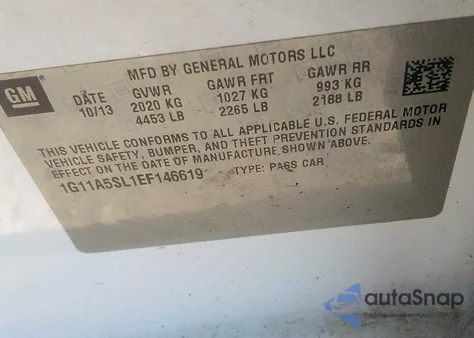 MFD BY GENERAL MOTORS LLC
GM
DATE GVWR GAWR FRT GAWR RR
10/13 2020 KG 1027 KG 993 KG
4453 LB 2265 LB 2188 LB
THIS VEHICLE CONFORMS TO ALL APPLICABLE U.S. FEDERAL MOTOR
VEHICLE SAFETY, BUMPER, AND THEFT PREVENTION STANDARDS IN
EFFECT ON THE DATE OF MANUFACTURE SHOWN ABOVE.
1G11A5SL1EF146619 TYPE: PASS CAR
autoSnap